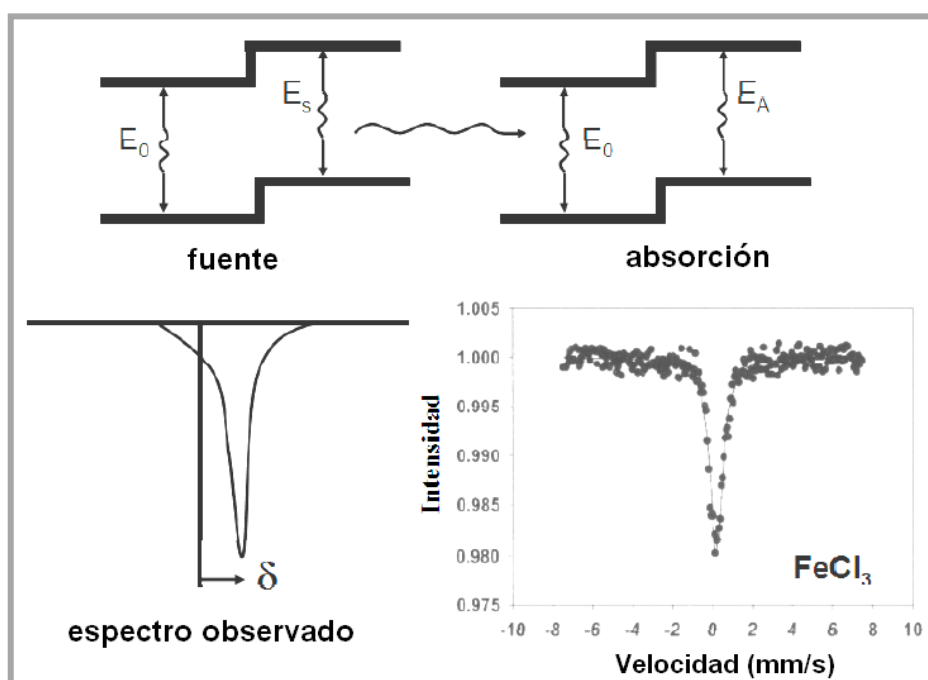 E₀
Eₛ
E₀
E_A
fuente
absorción
δ
espectro observado
1.005
1.000
0.995
0.990
0.985
0.980
0.975
Intensidad
FeCl₃
-10 -8 -6 -4 -2 0 2 4 6 8 10
Velocidad (mm/s)